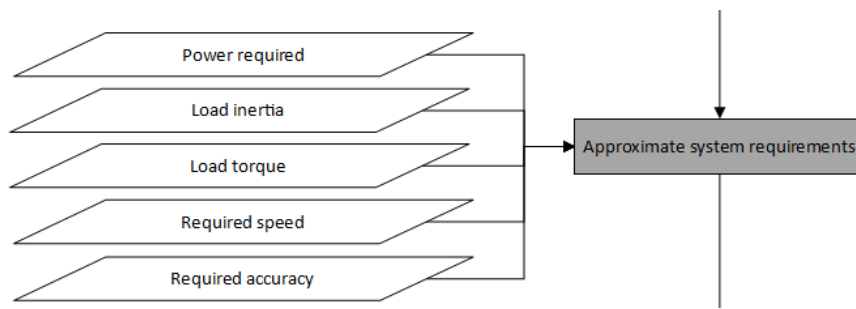 Power required
Load inertia
Load torque
Required speed
Required accuracy
Approximate system requirements